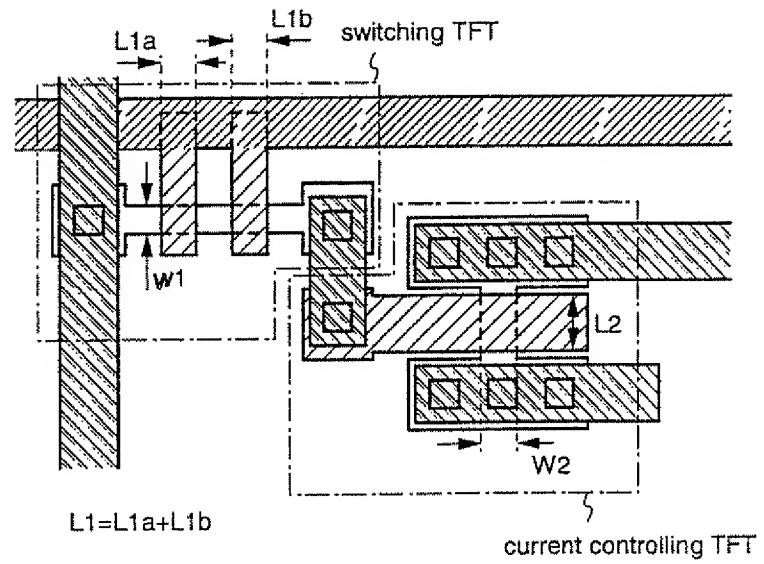 L1b
switching TFT
L1a
W1
L2
W2
L1=L1a+L1b
current controlling TFT